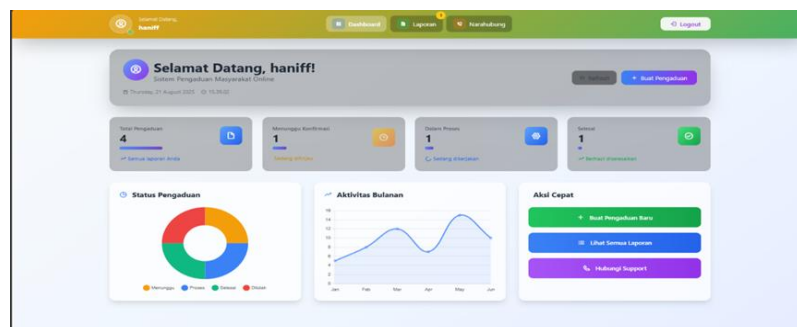 Selamat Datang,
haniff
Dashboard
Laporan
Narahubung
Logout
Selamat Datang, haniff!
Sistem Pengaduan Masyarakat Online
Thursday, 21 August 2025
Refresh
+ Buat Pengaduan
Total Pengaduan
4
Semua laporan Anda
Menunggu Konfirmasi
1
Sedang ditinjau
Dalam Proses
1
Sedang dikerjakan
Selesai
1
Berhasil diselesaikan
Status Pengaduan
Menunggu Proses Selesai Ditolak
Aktivitas Bulanan
16
14
12
10
8
6
4
2
0
Jan Feb Mar Apr May Jun
Aksi Cepat
+ Buat Pengaduan Baru
Lihat Semua Laporan
Hubungi Support